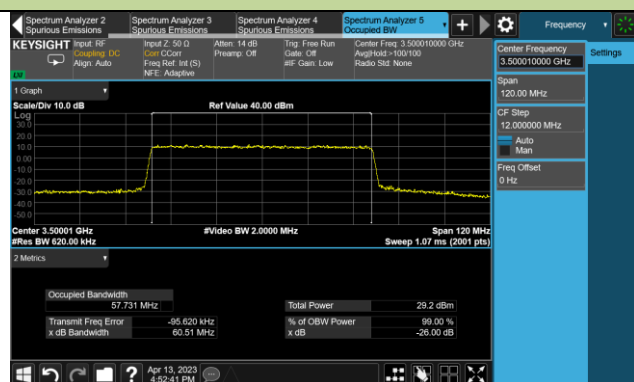 Spectrum Analyzer 2
Spurious Emissions
Spectrum Analyzer 3
Spurious Emissions
Spectrum Analyzer 4
Spurious Emissions
Spectrum Analyzer 5
Occupied BW
Frequency
KEYSIGHT
LXI
Input: RF
Coupling: DC
Align: Auto
Input Z: 50 Ω
Corr CCorr
Freq Ref: Int (S)
NFE: Adaptive
Atten: 14 dB
Preamp: Off
Trig: Free Run
Gate: Off
#IF Gain: Low
Center Freq: 3.500010000 GHz
Avg|Hold:>100/100
Radio Std: None
Center Frequency
3.500010000 GHz
Settings
Span
120.00 MHz
CF Step
12.000000 MHz
Auto
Man
Freq Offset
0 Hz
1 Graph
Scale/Div 10.0 dB
Ref Value 40.00 dBm
Log
30.0
20.0
10.0
0.00
-10.0
-20.0
-30.0
-40.0
-50.0
Center 3.50001 GHz
#Video BW 2.0000 MHz
Span 120 MHz
#Res BW 620.00 kHz
Sweep 1.07 ms (2001 pts)
2 Metrics
Occupied Bandwidth
57.731 MHz
Total Power 29.2 dBm
Transmit Freq Error -95.620 kHz
% of OBW Power 99.00 %
x dB Bandwidth 60.51 MHz
x dB -26.00 dB
?
Apr 13, 2023
4:52:41 PM